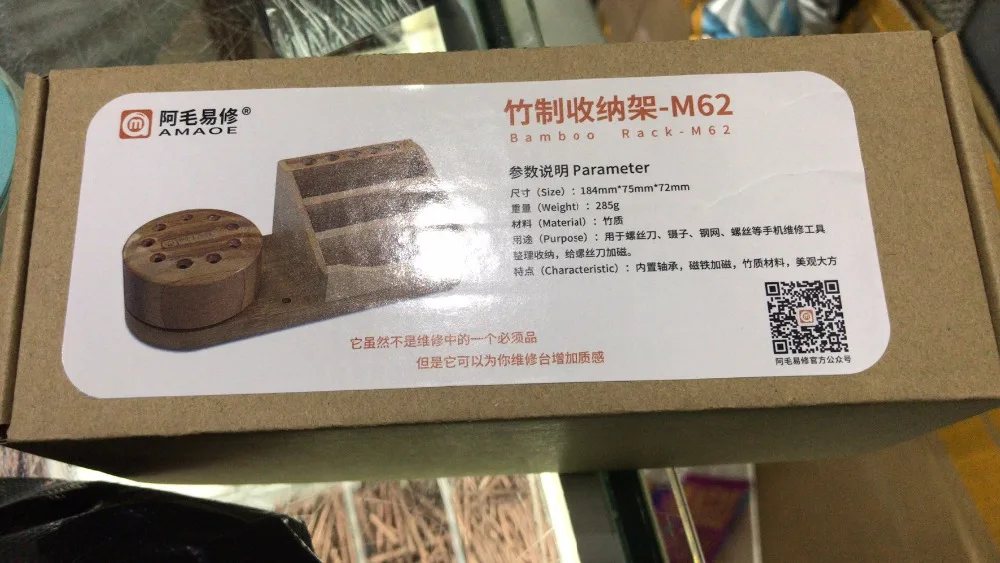 阿毛易修®
AMAOE
竹制收纳架-M62
Bamboo Rack-M62
参数说明 Parameter
尺寸（Size）：184mm*75mm*72mm
重量（Weight）：285g
材料（Material）：竹质
用途（Purpose）：用于螺丝刀、镊子、钢网、螺丝等手机维修工具
整理收纳，给螺丝刀加磁。
特点（Characteristic）：内置轴承，磁铁加磁，竹质材料，美观大方
它虽然不是维修中的一个必须品
但是它可以为你维修台增加质感
阿毛易修官方公众号